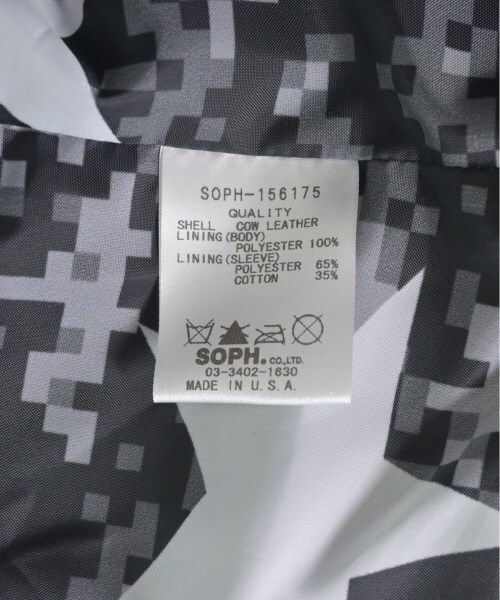 SOPH-156175
QUALITY
SHELL COW LEATHER
LINING(BODY)
POLYESTER 100%
LINING(SLEEVE)
POLYESTER 65%
COTTON 35%
SOPH. CO.,LTD.
03-3402-1630
MADE IN U.S.A.